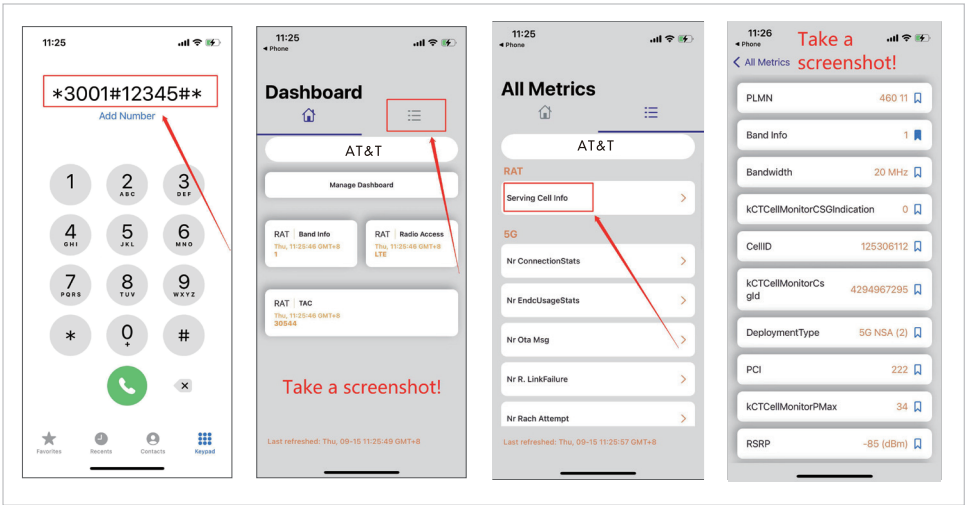 11:25
*3001#12345#*
Add Number
1
2
ABC
3
DEF
4
GHI
5
JKL
6
MNO
7
PQRS
8
TUV
9
WXYZ
*
0
+
#
Favorites
Recents
Contacts
Keypad
11:25
◀ Phone
Dashboard
AT&T
Manage Dashboard
RAT | Band Info
Thu, 11:25:46 GMT+8
1
RAT | Radio Access
Thu, 11:25:46 GMT+8
LTE
RAT | TAC
Thu, 11:25:46 GMT+8
30544
Take a screenshot!
Last refreshed: Thu, 09-15 11:25:49 GMT+8
11:25
◀ Phone
All Metrics
AT&T
RAT
Serving Cell Info
5G
Nr ConnectionStats
Nr EndcUsageStats
Nr Ota Msg
Nr R. LinkFailure
Nr Rach Attempt
Last refreshed: Thu, 09-15 11:25:57 GMT+8
11:26
◀ Phone
All Metrics
Take a
screenshot!
PLMN 460 11
Band Info 1
Bandwidth 20 MHz
kCTCellMonitorCSGIndication 0
CellID 125306112
kCTCellMonitorCs
gId 4294967295
DeploymentType 5G NSA (2)
PCI 222
kCTCellMonitorPMax 34
RSRP -85 (dBm)